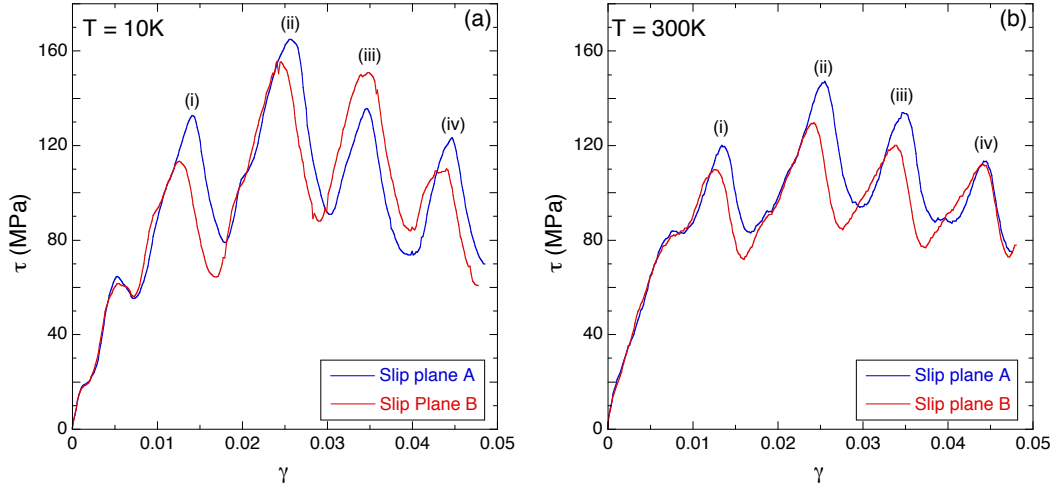 T = 10K
(a)
(i)
(ii)
(iii)
(iv)
160
120
80
40
0
τ (MPa)
Slip plane A
Slip Plane B
0 0.01 0.02 0.03 0.04 0.05
γ
T = 300K
(b)
(i)
(ii)
(iii)
(iv)
160
120
80
40
0
τ (MPa)
Slip plane A
Slip plane B
0 0.01 0.02 0.03 0.04 0.05
γ